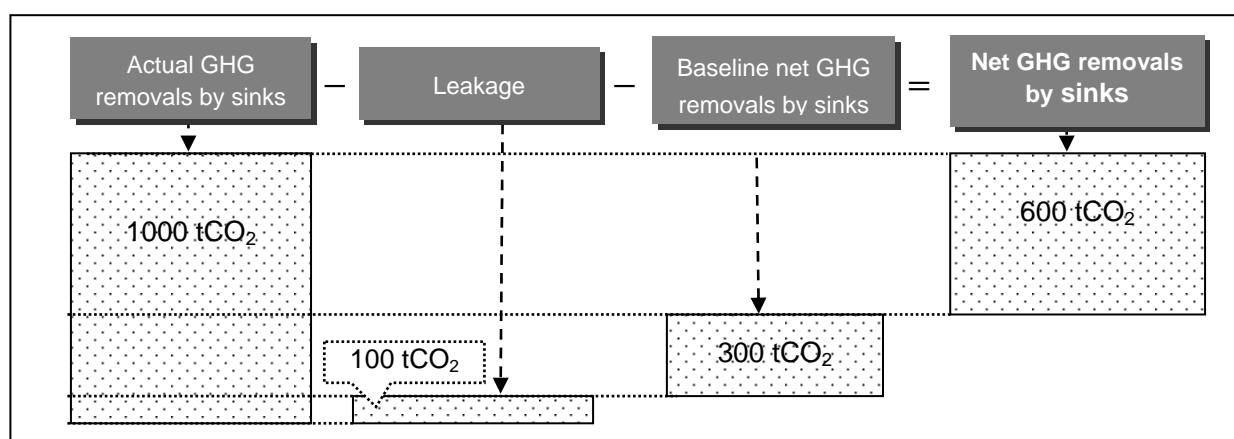 Actual GHG
removals by sinks
−
Leakage
−
Baseline net GHG
removals by sinks
=
Net GHG removals
by sinks
1000 tCO₂
100 tCO₂
300 tCO₂
600 tCO₂